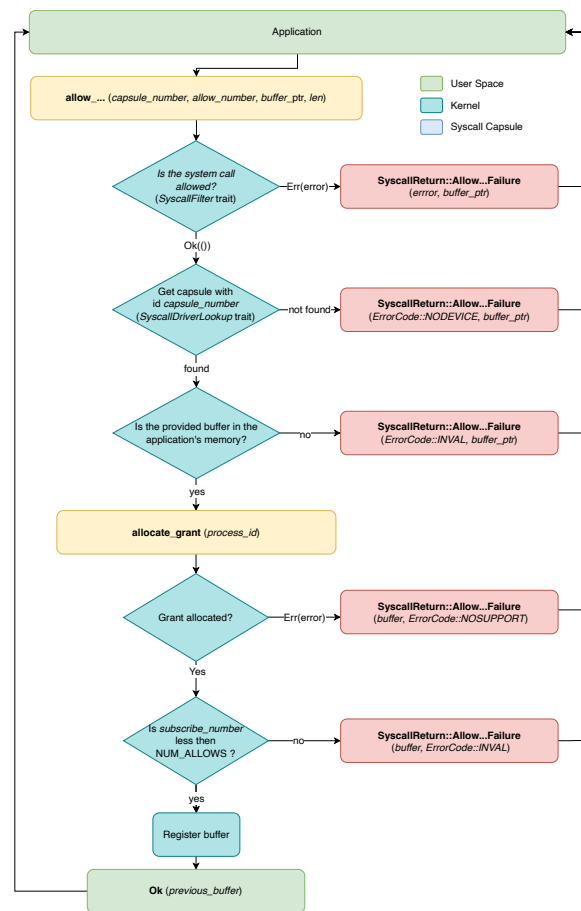 Application
allow_... (capsule_number, allow_number, buffer_ptr, len)
User Space
Kernel
Syscall Capsule
Is the system call
allowed?
(SyscallFilter trait)
Err(error)
SyscallReturn::Allow...Failure
(errror, buffer_ptr)
Ok(())
Get capsule with
id capsule_number
(SyscallDriverLookup trait)
not found
SyscallReturn::Allow...Failure
(ErrorCode::NODEVICE, buffer_ptr)
found
Is the provided buffer in the
application's memory?
no
SyscallReturn::Allow...Failure
(ErrorCode::INVAL, buffer_ptr)
yes
allocate_grant (process_id)
Grant allocated?
Err(error)
SyscallReturn::Allow...Failure
(buffer, ErrorCode::NOSUPPORT)
Yes
Is subscribe_number
less then
NUM_ALLOWS ?
no
SyscallReturn::Allow...Failure
(buffer, ErrorCode::INVAL)
yes
Register buffer
Ok (previous_buffer)